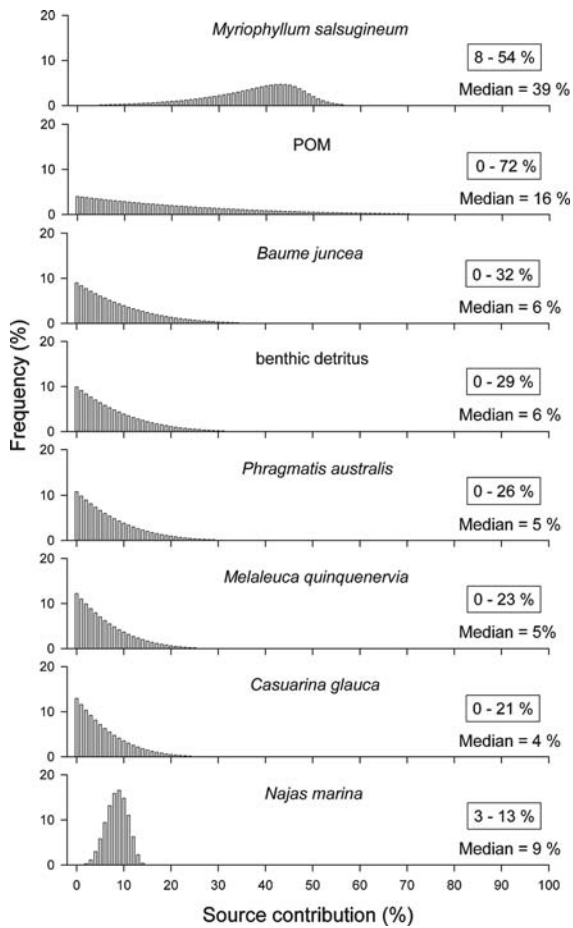 20
10
0
Myriophyllum salsugineum
8 - 54 %
Median = 39 %
20
10
0
POM
0 - 72 %
Median = 16 %
20
10
0
Baume juncea
0 - 32 %
Median = 6 %
20
10
0
benthic detritus
0 - 29 %
Median = 6 %
20
10
0
Phragmatis australis
0 - 26 %
Median = 5 %
20
10
0
Melaleuca quinquenervia
0 - 23 %
Median = 5%
20
10
0
Casuarina glauca
0 - 21 %
Median = 4 %
20
10
0
Najas marina
3 - 13 %
Median = 9 %
Frequency (%)
0 10 20 30 40 50 60 70 80 90 100
Source contribution (%)